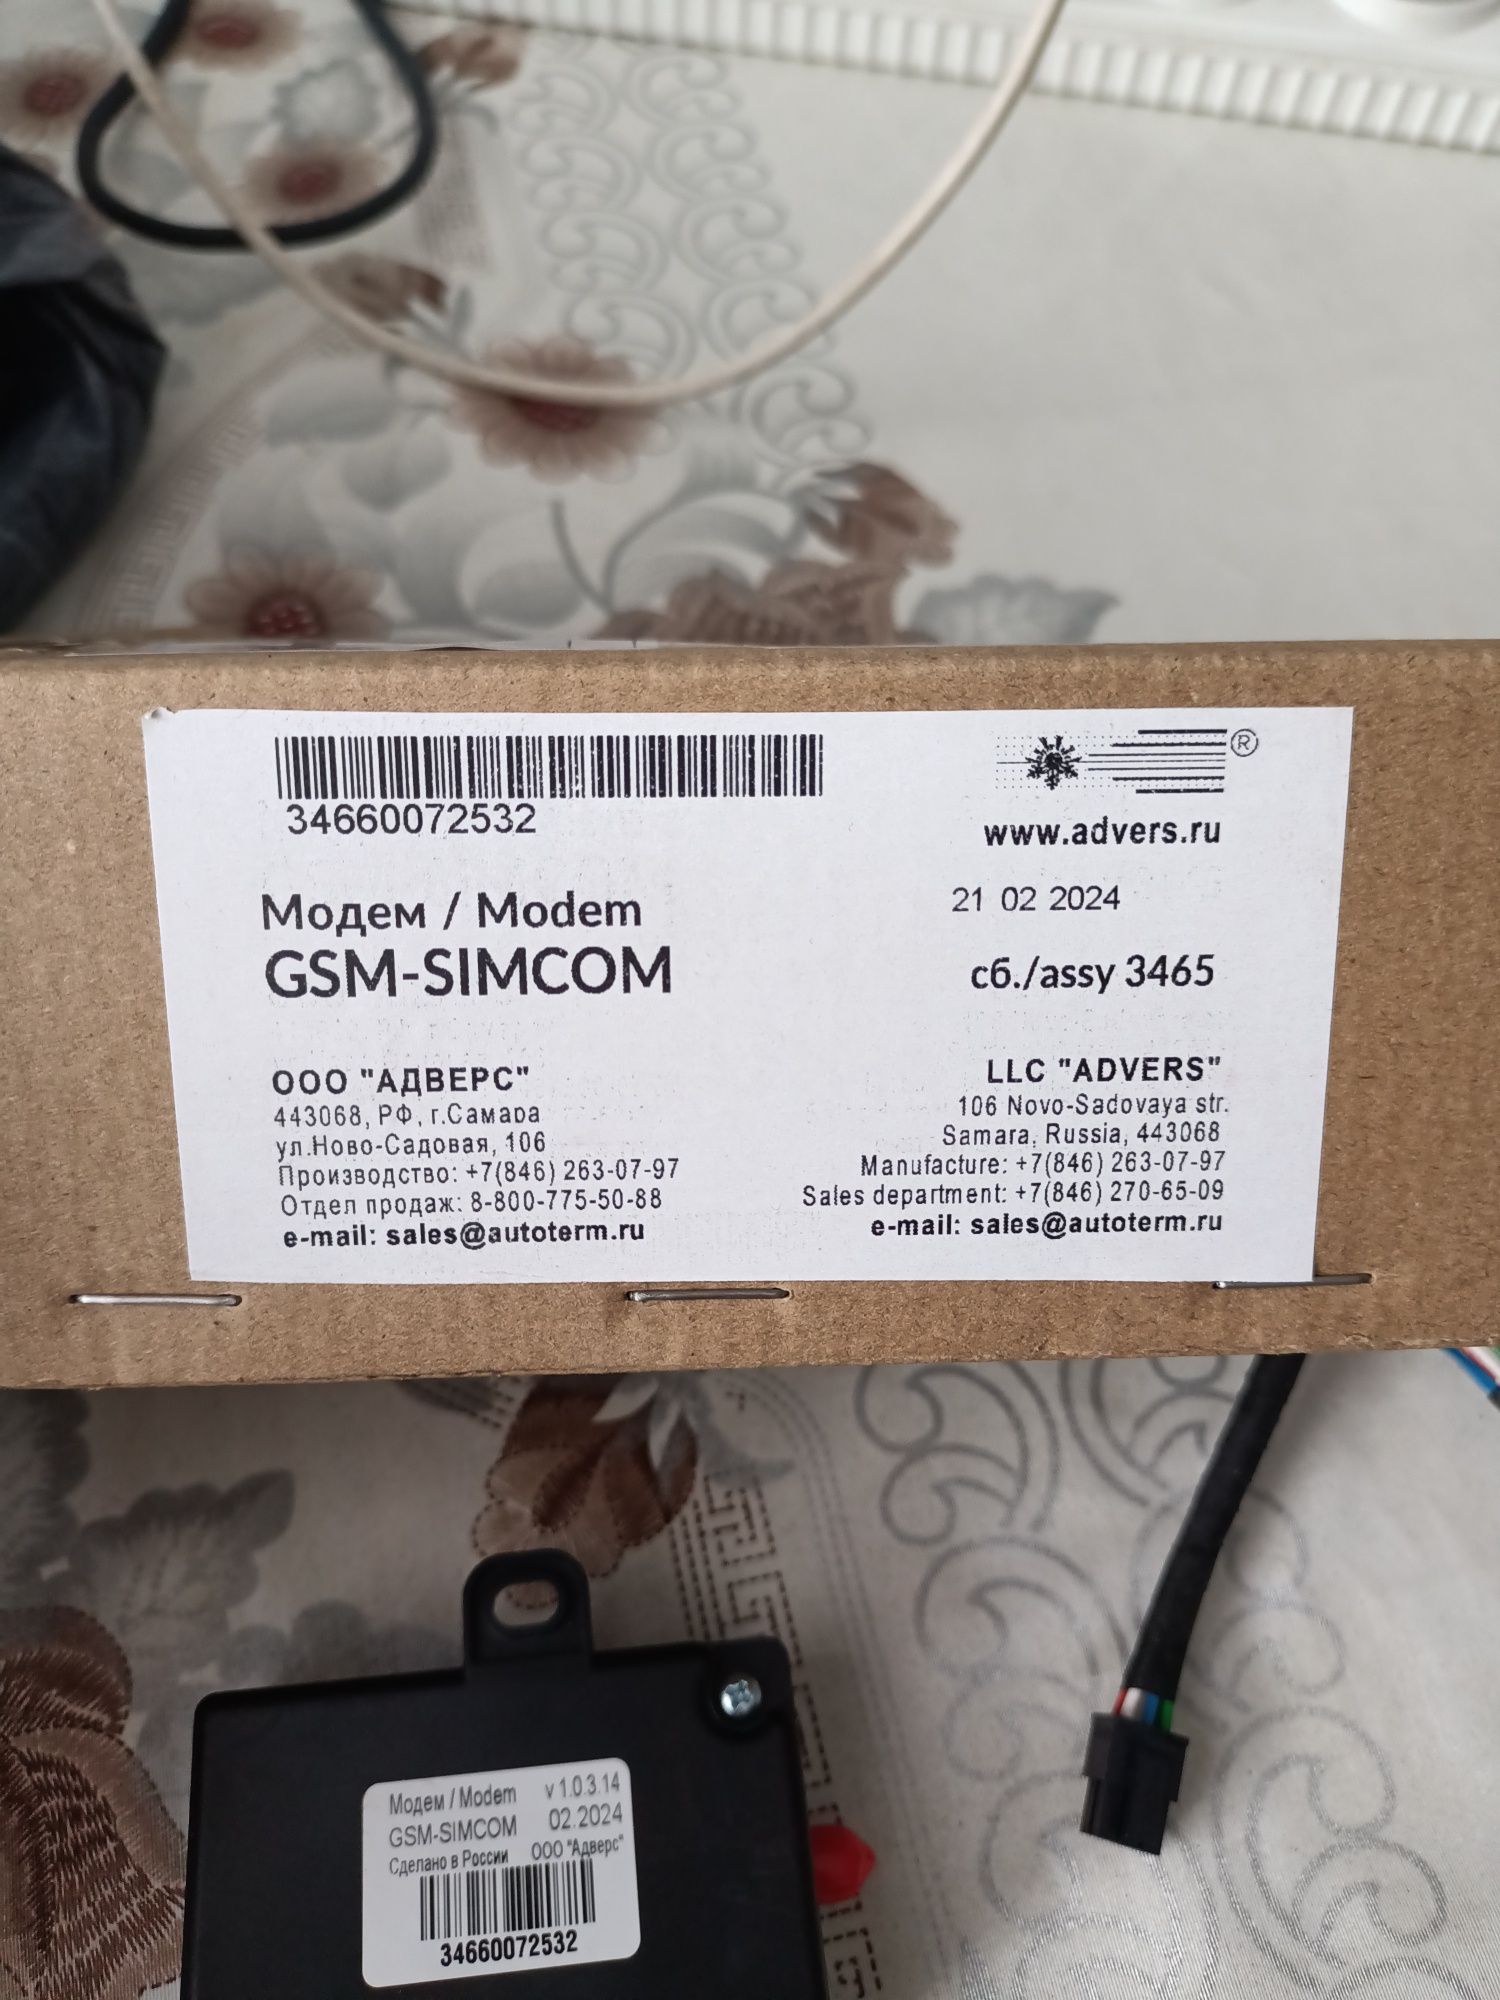 34660072532
®
www.advers.ru
Модем / Modem
21 02 2024
GSM-SIMCOM
сб./assy 3465
ООО "АДВЕРС"
443068, РФ, г.Самара
ул.Ново-Садовая, 106
Производство: +7(846) 263-07-97
Отдел продаж: 8-800-775-50-88
e-mail: sales@autoterm.ru
LLC "ADVERS"
106 Novo-Sadovaya str.
Samara, Russia, 443068
Manufacture: +7(846) 263-07-97
Sales department: +7(846) 270-65-09
e-mail: sales@autoterm.ru
Модем / Modem v 1.0.3.14
GSM-SIMCOM 02.2024
Сделано в России ООО "Адверс"
34660072532